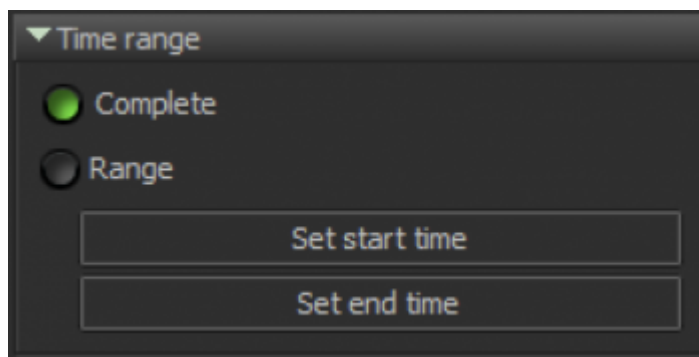 Time range
Complete
Range
Set start time
Set end time